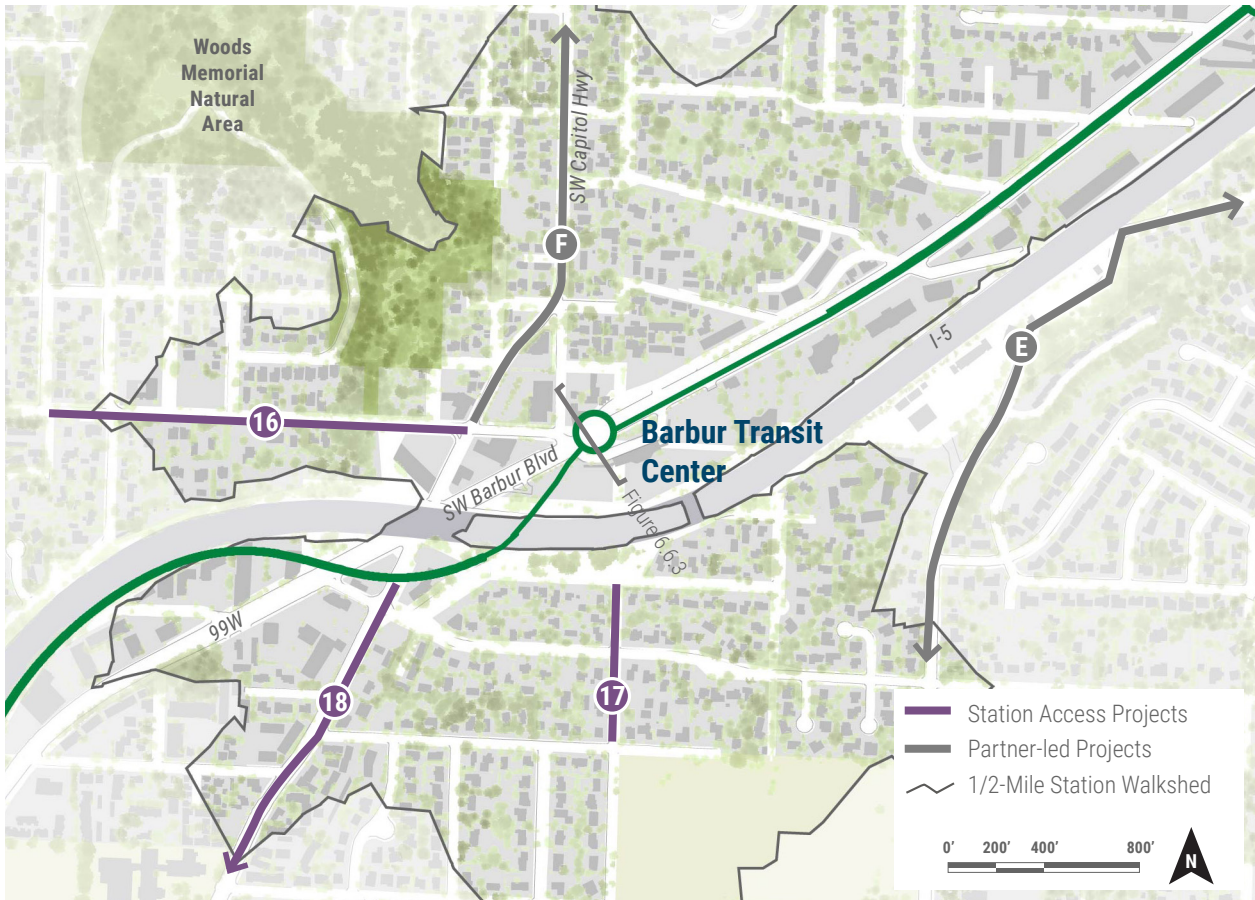 Woods
Memorial
Natural
Area
SW Capitol Hwy
F
I-5
E
16
Barbur Transit
Center
SW Barbur Blvd
Figure 6.6.3
99W
18
17
Station Access Projects
Partner-led Projects
1/2-Mile Station Walkshed
0' 200' 400' 800'
N